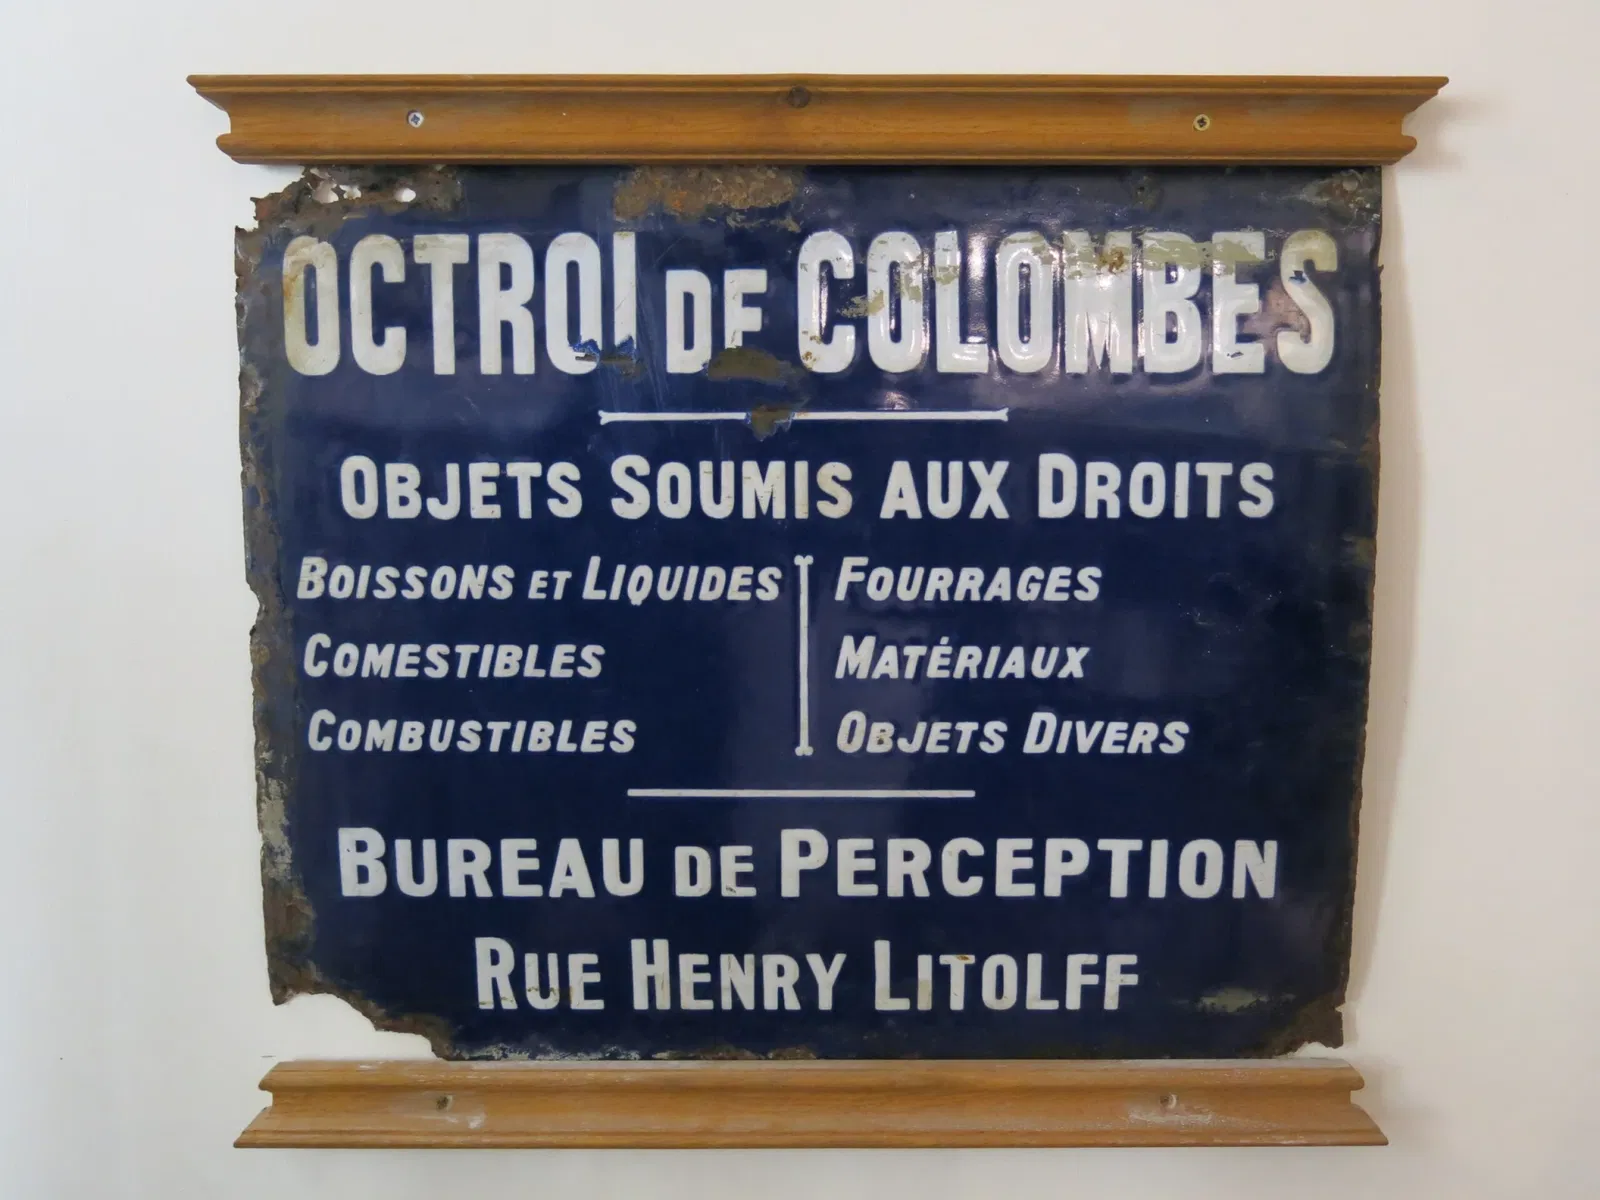 OCTROI DE COLOMBES
OBJETS SOUMIS AUX DROITS
BOISSONS ET LIQUIDES
COMESTIBLES
COMBUSTIBLES
FOURRAGES
MATÉRIAUX
OBJETS DIVERS
BUREAU DE PERCEPTION
RUE HENRY LITOLFF